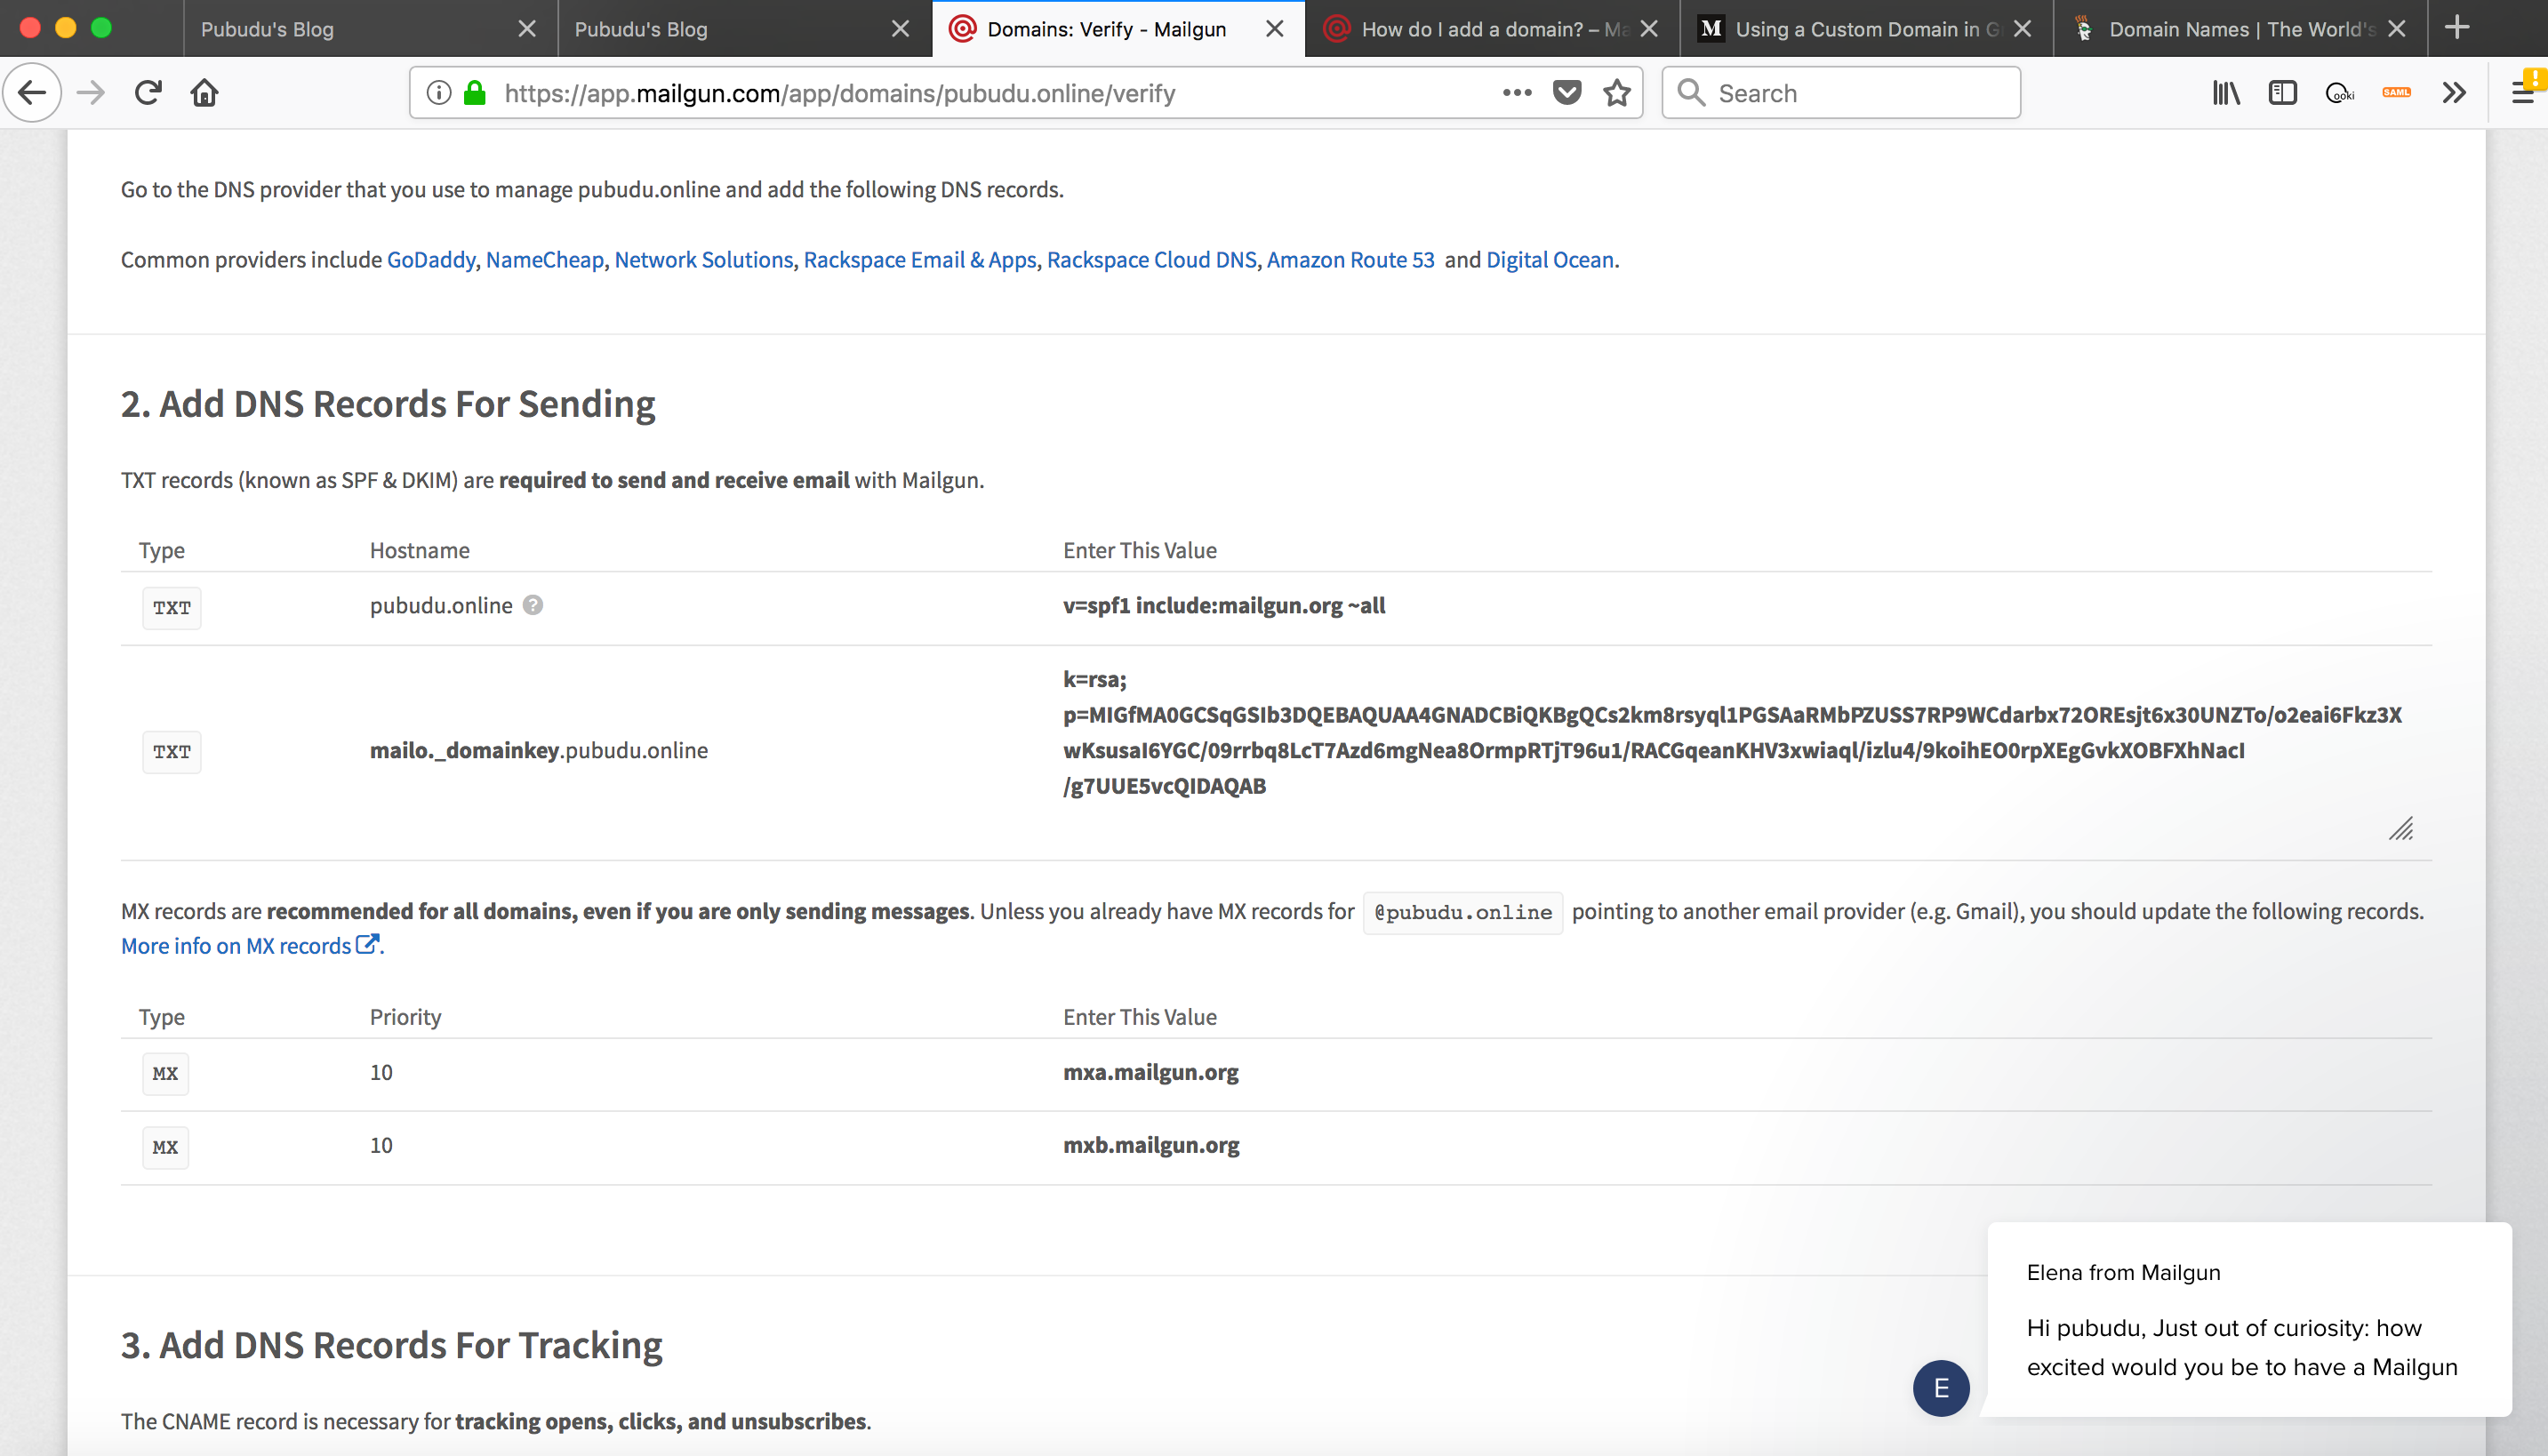 Pubudu's Blog
Pubudu's Blog
Domains: Verify - Mailgun
How do I add a domain? – Ma
Using a Custom Domain in G
Domain Names | The World's
https://app.mailgun.com/app/domains/pubudu.online/verify
Search
ooki
SAML
Go to the DNS provider that you use to manage pubudu.online and add the following DNS records.
Common providers include GoDaddy, NameCheap, Network Solutions, Rackspace Email & Apps, Rackspace Cloud DNS, Amazon Route 53 and Digital Ocean.
2. Add DNS Records For Sending
TXT records (known as SPF & DKIM) are required to send and receive email with Mailgun.
Type Hostname Enter This Value
TXT pubudu.online ? v=spf1 include:mailgun.org ~all
k=rsa;
p=MIGfMA0GCSqGSIb3DQEBAQUAA4GNADCBiQKBgQCs2km8rsyql1PGSAaRMbPZUSS7RP9WCdarbx72OREsjt6x30UNZTo/o2eai6Fkz3X
TXT mailo._domainkey.pubudu.online wKsusaI6YGC/09rrbq8LcT7Azd6mgNea8OrmpRTjT96u1/RACGqeanKHV3xwiaql/izlu4/9koihEO0rpXEgGvkXOBFXhNacI
/g7UUE5vcQIDAQAB
MX records are recommended for all domains, even if you are only sending messages. Unless you already have MX records for @pubudu.online pointing to another email provider (e.g. Gmail), you should update the following records.
More info on MX records.
Type Priority Enter This Value
MX 10 mxa.mailgun.org
MX 10 mxb.mailgun.org
3. Add DNS Records For Tracking
The CNAME record is necessary for tracking opens, clicks, and unsubscribes.
Elena from Mailgun
Hi pubudu, Just out of curiosity: how
excited would you be to have a Mailgun
E